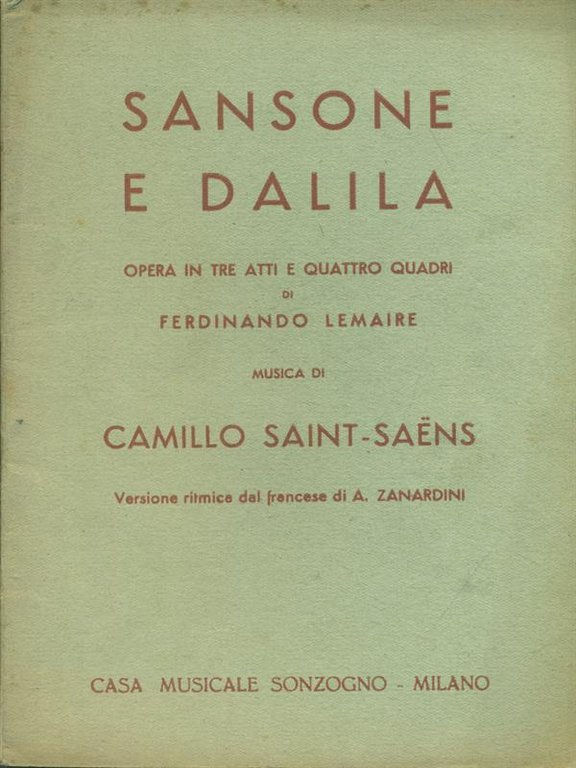 SANSONE
E DALILA
OPERA IN TRE ATTI E QUATTRO QUADRI
DI
FERDINANDO LEMAIRE
MUSICA DI
CAMILLO SAINT-SAËNS
Versione ritmica dal francese di A. ZANARDINI
CASA MUSICALE SONZOGNO - MILANO